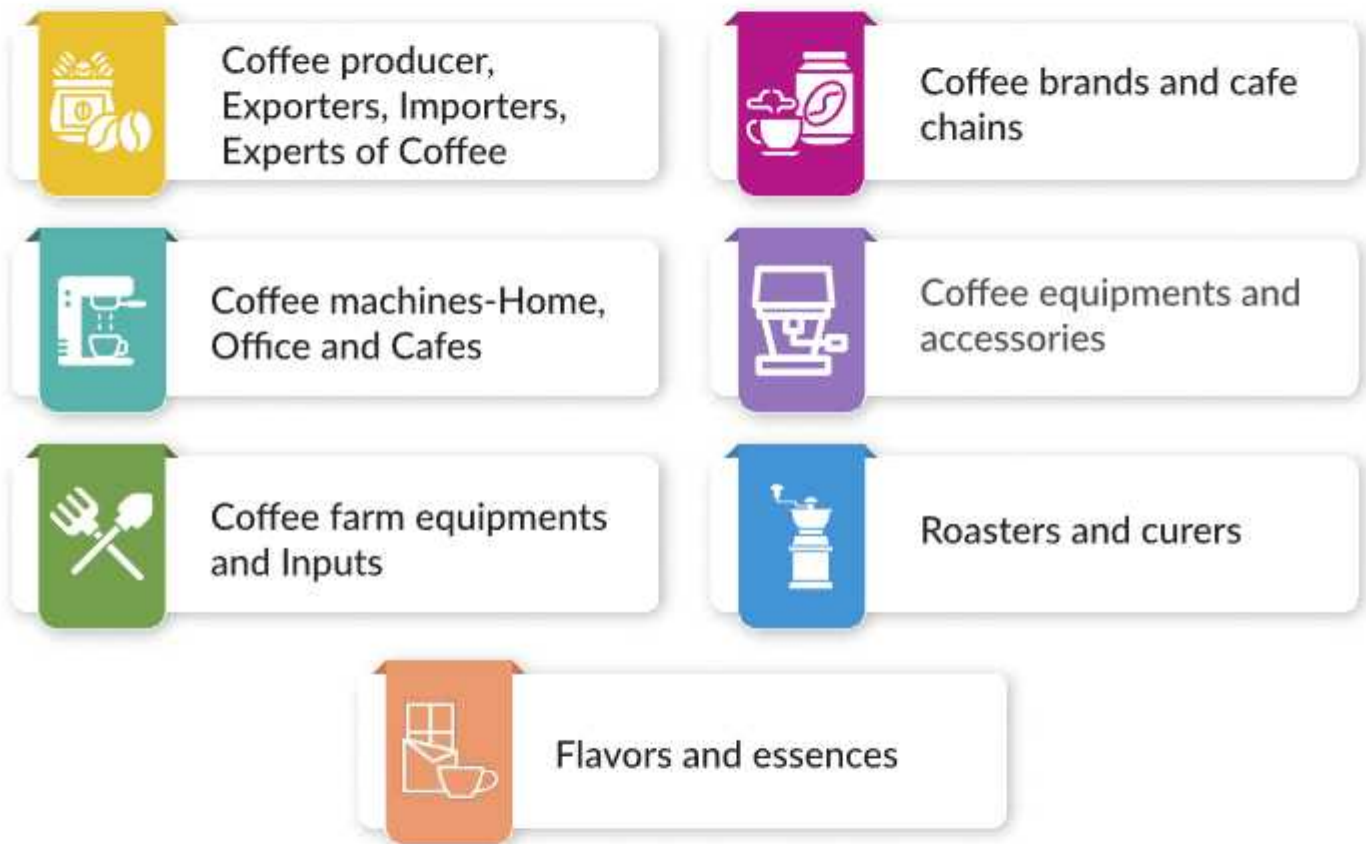 Coffee producer,
Exporters, Importers,
Experts of Coffee
Coffee brands and cafe
chains
Coffee machines-Home,
Office and Cafes
Coffee equipments and
accessories
Coffee farm equipments
and Inputs
Roasters and curers
Flavors and essences